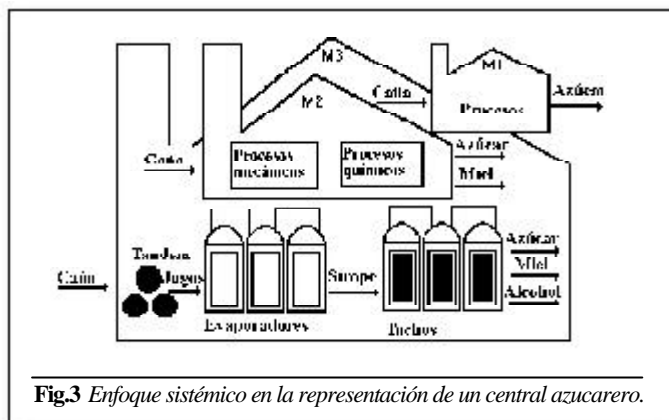 M3
M1
M2
Caña
Procesos
Azúcar
Caña
Procesos
mecánicos
Procesos
químicos
Azúcar
Miel
Caña
Tandem
Jugos
Evaporadores
Sirope
Tachos
Azúcar
Miel
Alcohol
Fig.3 Enfoque sistémico en la representación de un central azucarero.